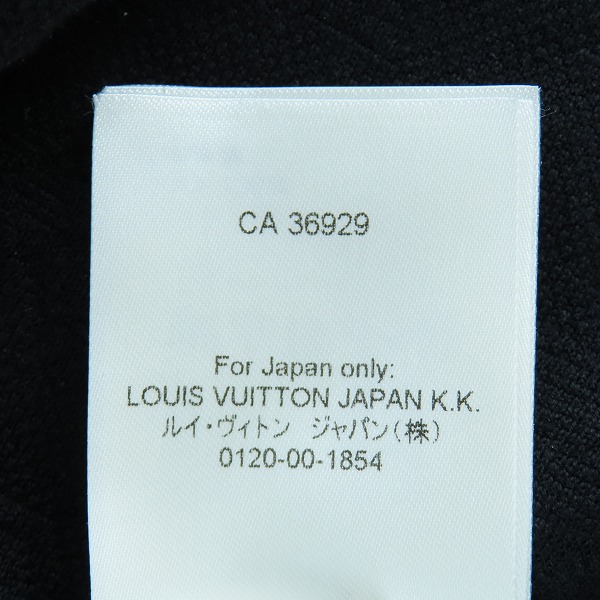 CA 36929
For Japan only:
LOUIS VUITTON JAPAN K.K.
ルイ・ヴィトン ジャパン(株)
0120-00-1854